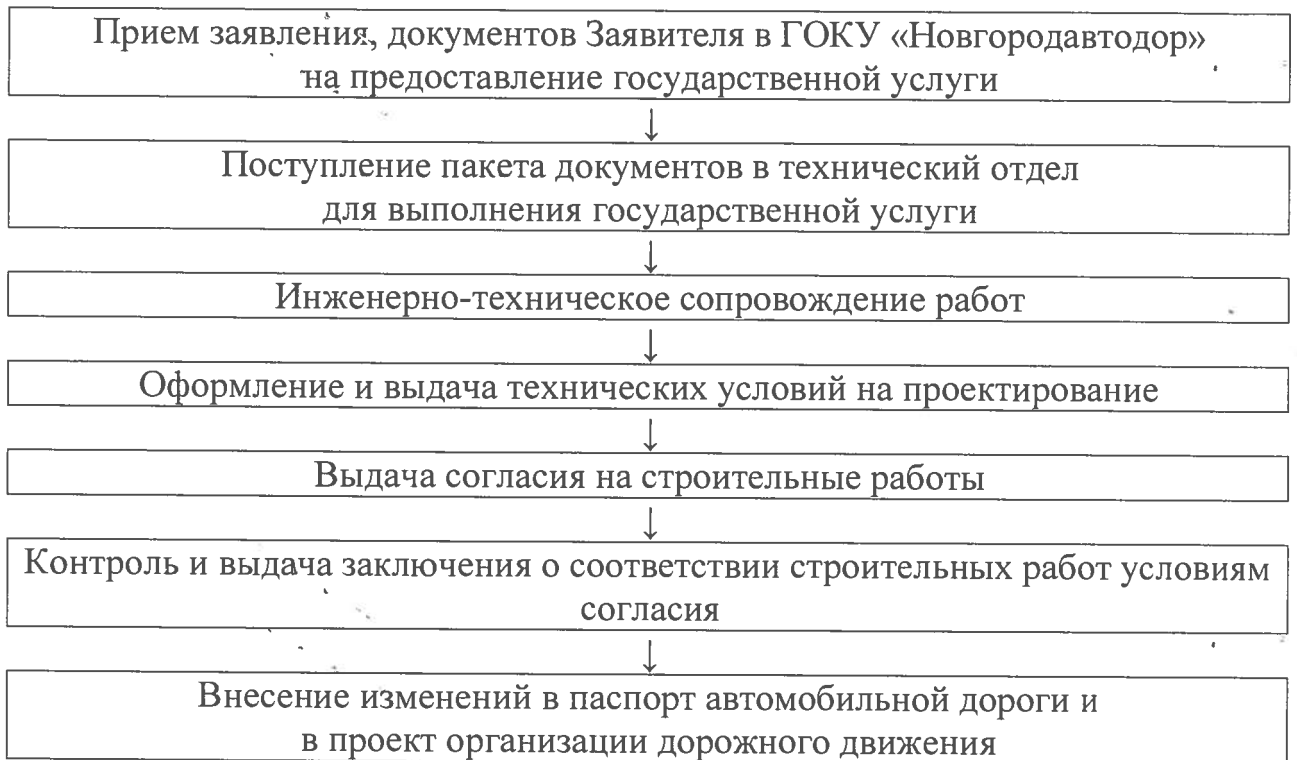 Прием заявления, документов Заявителя в ГОКУ «Новгородавтодор»
на предоставление государственной услуги
↓
Поступление пакета документов в технический отдел
для выполнения государственной услуги
↓
Инженерно-техническое сопровождение работ
↓
Оформление и выдача технических условий на проектирование
↓
Выдача согласия на строительные работы
↓
Контроль и выдача заключения о соответствии строительных работ условиям
согласия
↓
Внесение изменений в паспорт автомобильной дороги и
в проект организации дорожного движения